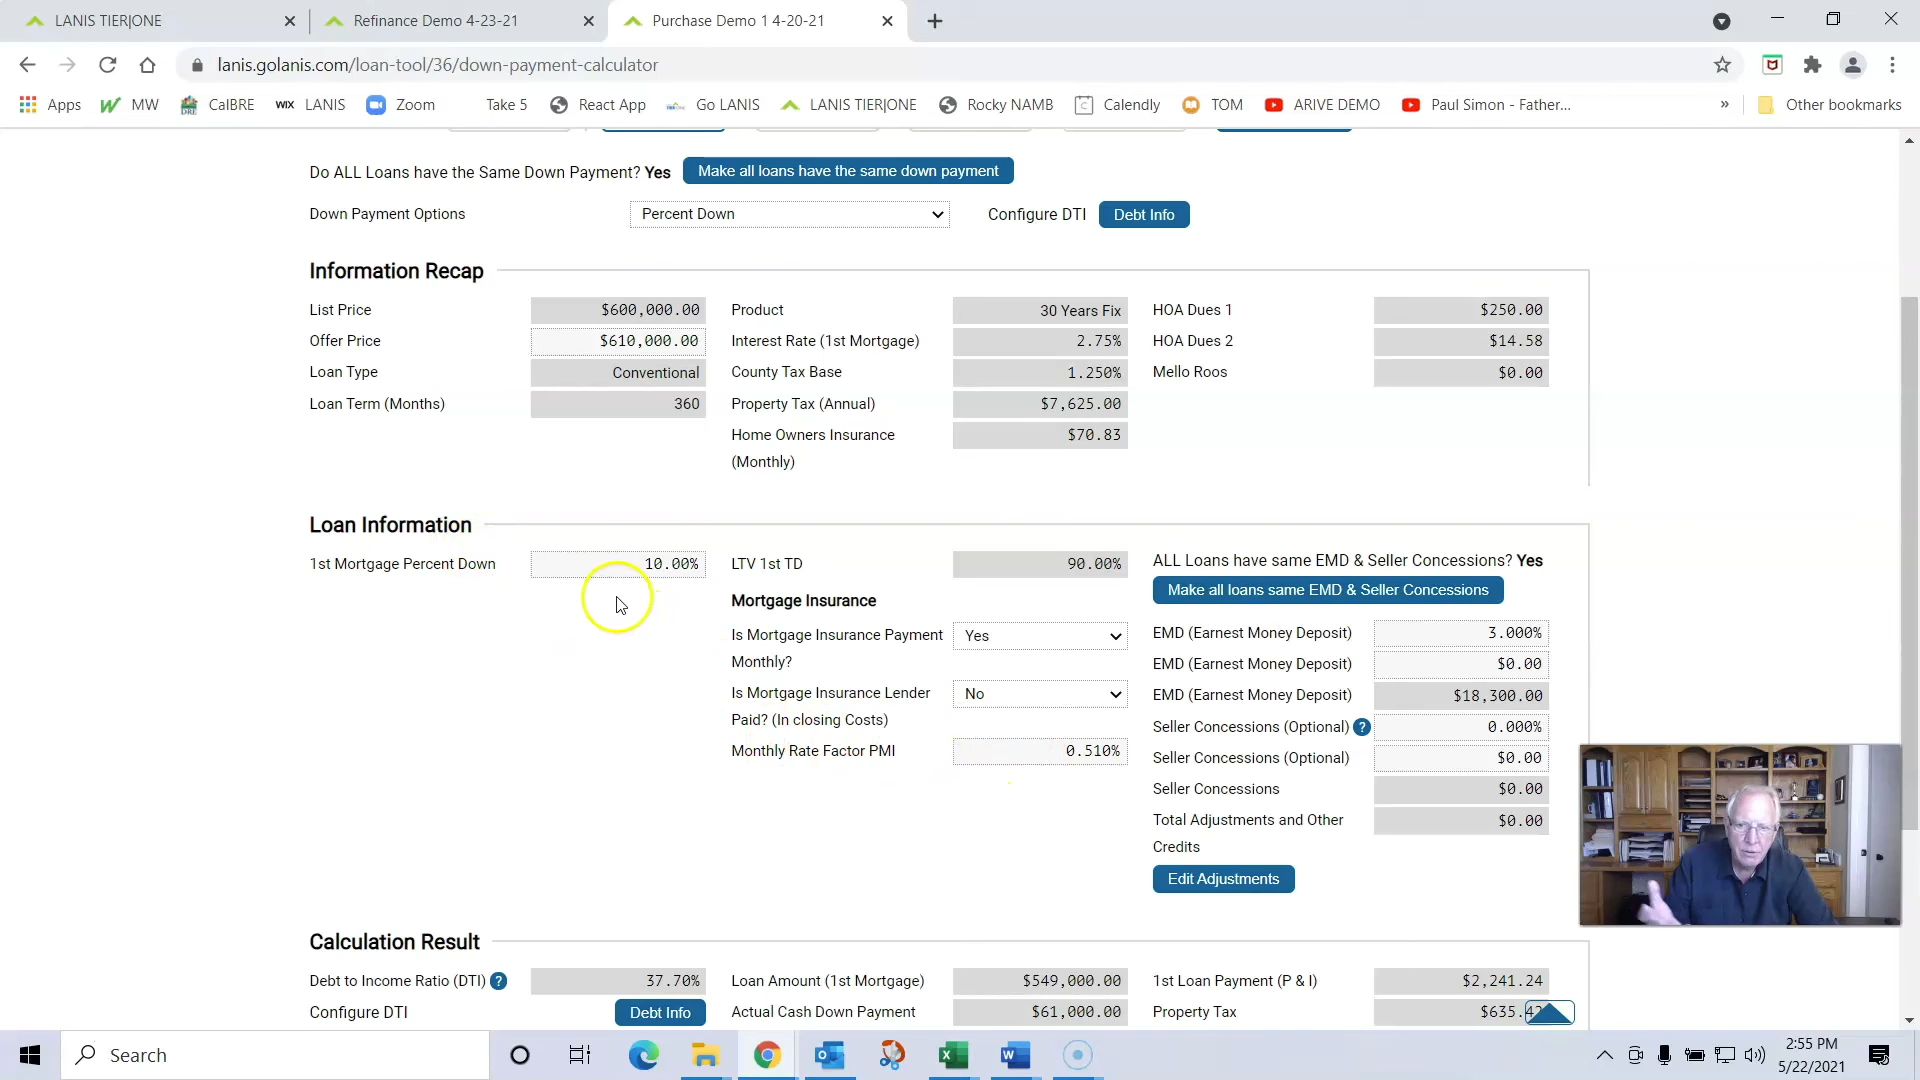 LANIS TIER|ONE
Refinance Demo 4-23-21
Purchase Demo 1 4-20-21
lanis.golanis.com/loan-tool/36/down-payment-calculator
Apps MW CalBRE WIX LANIS Zoom Take 5 React App Go LANIS LANIS TIER|ONE Rocky NAMB Calendly TOM ARIVE DEMO Paul Simon - Father... » Other bookmarks
Do ALL Loans have the Same Down Payment? Yes Make all loans have the same down payment
Down Payment Options Percent Down Configure DTI Debt Info
Information Recap
List Price $600,000.00 Product 30 Years Fix HOA Dues 1 $250.00
Offer Price $610,000.00 Interest Rate (1st Mortgage) 2.75% HOA Dues 2 $14.58
Loan Type Conventional County Tax Base 1.250% Mello Roos $0.00
Loan Term (Months) 360 Property Tax (Annual) $7,625.00
Home Owners Insurance $70.83
(Monthly)
Loan Information
1st Mortgage Percent Down 10.00% LTV 1st TD 90.00% ALL Loans have same EMD & Seller Concessions? Yes
Make all loans same EMD & Seller Concessions
Mortgage Insurance
Is Mortgage Insurance Payment Yes EMD (Earnest Money Deposit) 3.000%
Monthly? EMD (Earnest Money Deposit) $0.00
Is Mortgage Insurance Lender No EMD (Earnest Money Deposit) $18,300.00
Paid? (In closing Costs) Seller Concessions (Optional) ? 0.000%
Monthly Rate Factor PMI 0.510% Seller Concessions (Optional) $0.00
Seller Concessions $0.00
Total Adjustments and Other $0.00
Credits
Edit Adjustments
Calculation Result
Debt to Income Ratio (DTI) ? 37.70% Loan Amount (1st Mortgage) $549,000.00 1st Loan Payment (P & I) $2,241.24
Configure DTI Debt Info Actual Cash Down Payment $61,000.00 Property Tax $635.42
Search
2:55 PM
5/22/2021